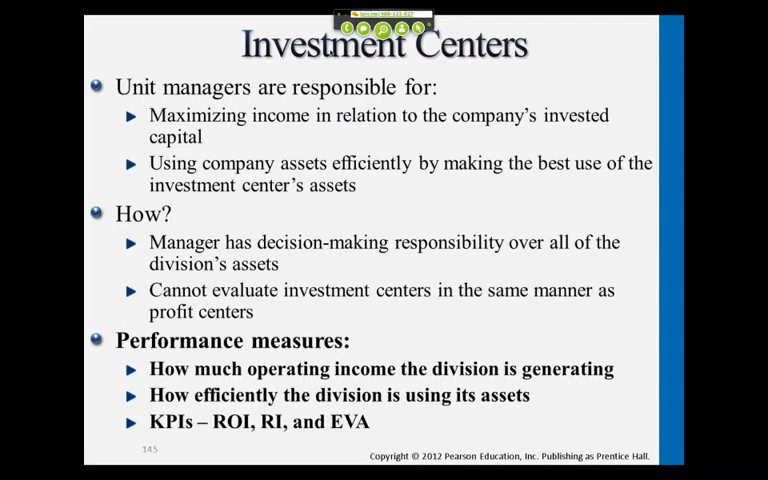 Investment Centers
Unit managers are responsible for:
Maximizing income in relation to the company's invested
capital
Using company assets efficiently by making the best use of the
investment center's assets
How?
Manager has decision-making responsibility over all of the
division's assets
Cannot evaluate investment centers in the same manner as
profit centers
Performance measures:
How much operating income the division is generating
How efficiently the division is using its assets
KPIs – ROI, RI, and EVA
145
Copyright © 2012 Pearson Education, Inc. Publishing as Prentice Hall.